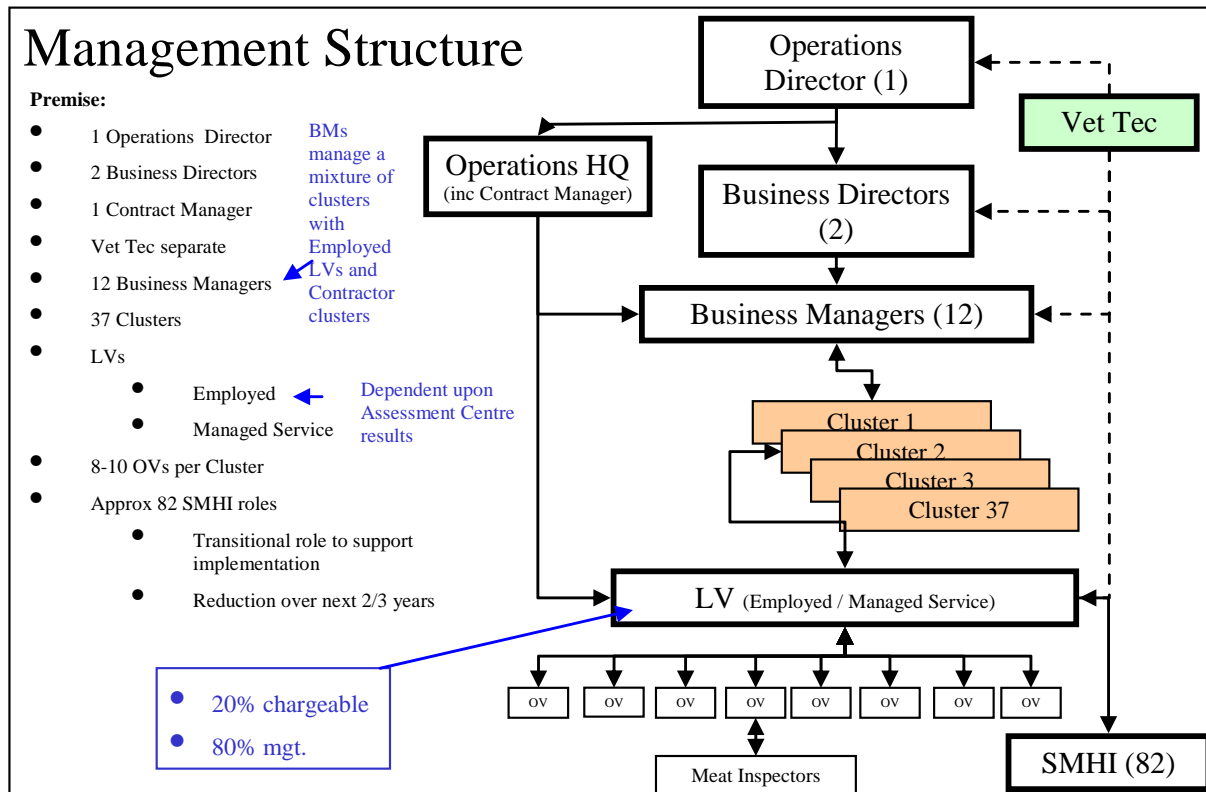 Management Structure
Premise:
1 Operations Director
2 Business Directors
1 Contract Manager
Vet Tec separate
12 Business Managers
37 Clusters
LVs
Employed
Managed Service
8-10 OVs per Cluster
Approx 82 SMHI roles
Transitional role to support
implementation
Reduction over next 2/3 years
BMs
manage a
mixture of
clusters
with
Employed
LVs and
Contractor
clusters
Dependent upon
Assessment Centre
results
20% chargeable
80% mgt.
Operations
Director (1)
Vet Tec
Operations HQ
(inc Contract Manager)
Business Directors
(2)
Business Managers (12)
Cluster 1
Cluster 2
Cluster 3
Cluster 37
LV (Employed / Managed Service)
OV OV OV OV OV OV OV OV
Meat Inspectors
SMHI (82)